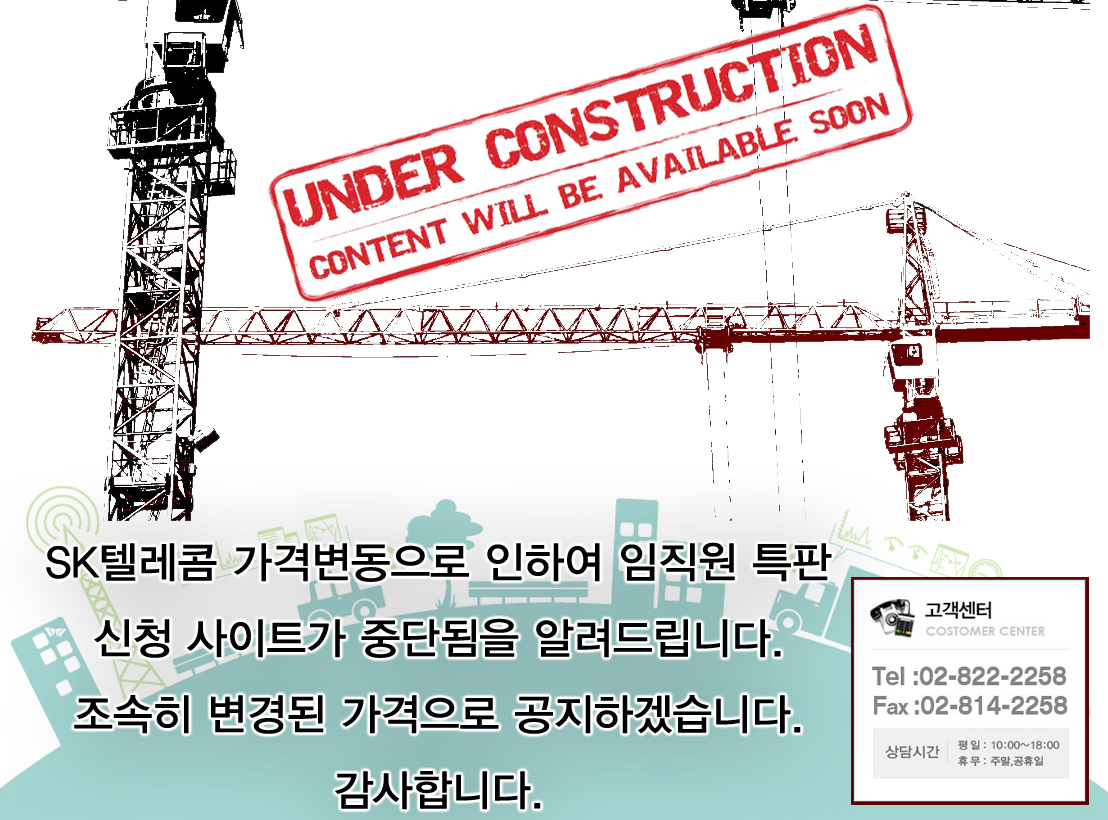 UNDER CONSTRUCTION
CONTENT WILL BE AVAILABLE SOON
SK텔레콤 가격변동으로 인하여 임직원 특판
신청 사이트가 중단됨을 알려드립니다.
조속히 변경된 가격으로 공지하겠습니다.
감사합니다.
고객센터
COSTOMER CENTER
Tel :02-822-2258
Fax :02-814-2258
상담시간
평 일 : 10:00~18:00
휴 무 : 주말,공휴일